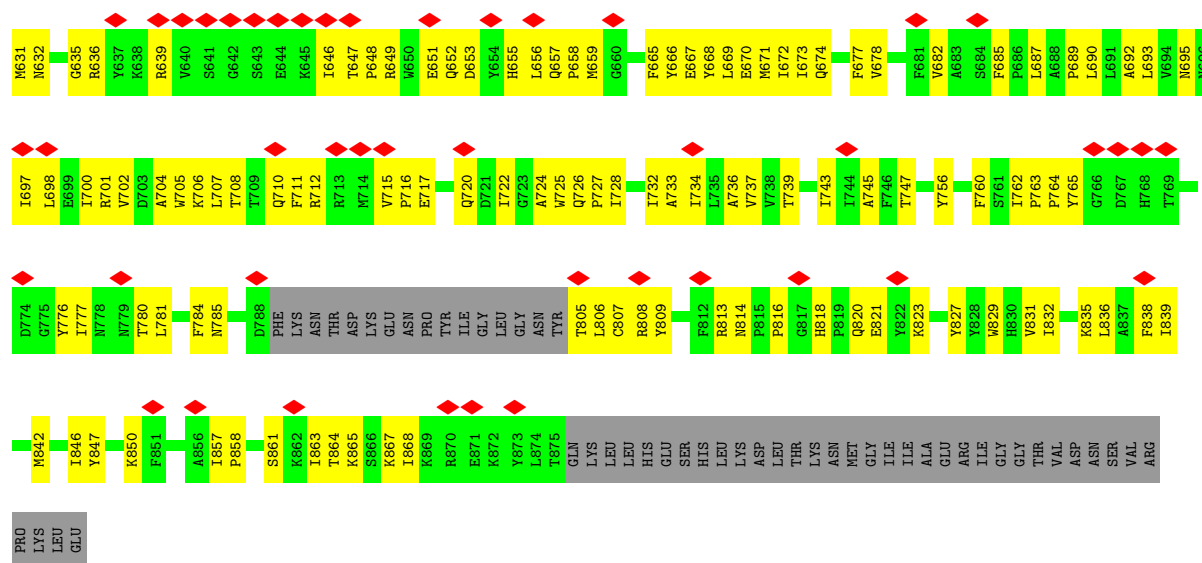 M631 N632 G635 R636 Y637 K638 R639 V640 S641 G642 S643 E644 K645 I646 T647 P648 R649 W650 E651 Q652 D653 Y654 H655 L656 Q657 P658 M659 G660 F665 Y666 E667 Y668 L669 E670 M671 I672 I673 Q674 F677 V678 F681 V682 A683 S684 F685 P686 L687 A688 P689 L690 L691 A692 L693 V694 N695
I697 L698 E699 I700 R701 V702 D703 A704 W705 K706 L707 T708 T709 Q710 F711 R712 R713 M714 V715 P716 E717 Q720 D721 I722 G723 A724 W725 Q726 P727 I728 I732 A733 I734 L735 A736 V737 V738 T739 I743 I744 A745 F746 T747 Y756 F760 S761 I762 P763 P764 Y765 G766 D767 H768 T769
D774 G775 Y776 I777 N778 N779 T780 L781 F784 N785 D788 PHE LYS ASN THR ASP LYS GLU ASN PRO TYR ILE GLY LEU GLY ASN TYR T805 L806 C807 R808 Y809 F812 R813 N814 P815 P816 G817 H818 P819 Q820 E821 Y822 K823 Y827 Y828 W829 H830 V831 I832 K835 L836 A837 F838 I839
M842 I846 Y847 K850 F851 A856 I857 P858 S861 K862 I863 T864 K865 S866 K867 I868 K869 R870 E871 K872 Y873 L874 T875 GLN LYS LEU LEU HIS GLU SER HIS LEU LYS ASP LEU THR LYS ASN MET GLY ILE ILE ALA GLU ARG ILE GLY GLY THR VAL ASP ASN SER VAL ARG
PRO LYS LEU GLU